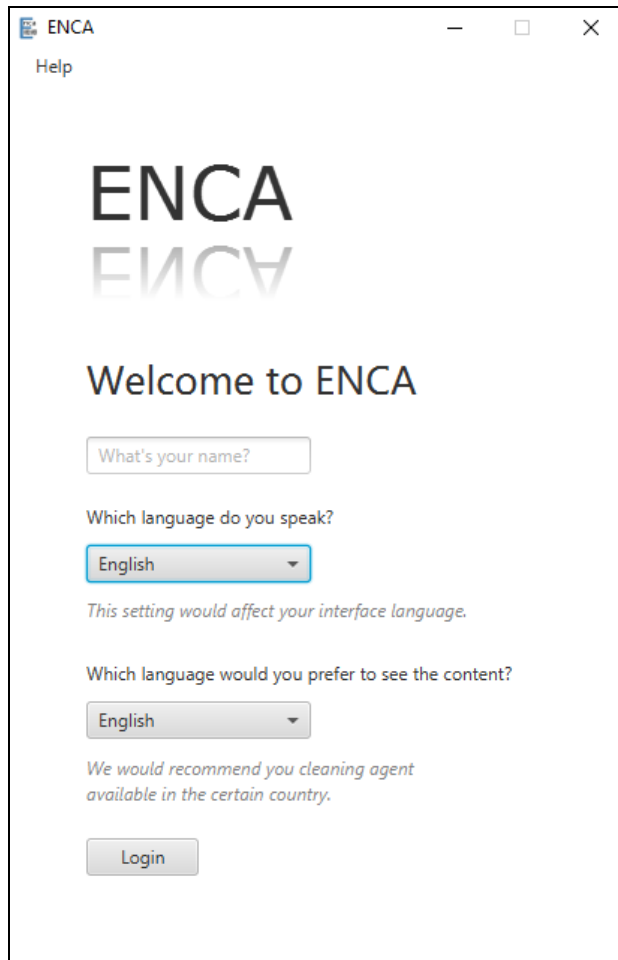 ENCA
Help
ENCA
ENCA
Welcome to ENCA
What's your name?
Which language do you speak?
English
This setting would affect your interface language.
Which language would you prefer to see the content?
English
We would recommend you cleaning agent
available in the certain country.
Login